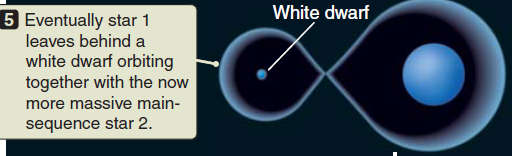 5 Eventually star 1
leaves behind a
white dwarf orbiting
together with the now
more massive main-
sequence star 2.
White dwarf